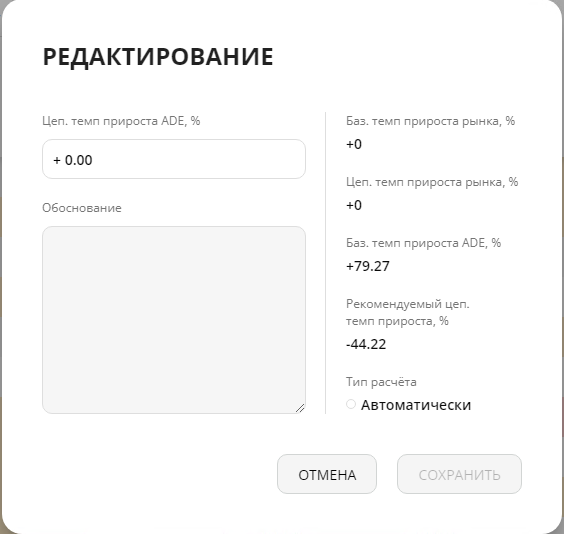 РЕДАКТИРОВАНИЕ
Цеп. темп прироста ADE, %
+ 0.00
Обоснование
Баз. темп прироста рынка, %
+0
Цеп. темп прироста рынка, %
+0
Баз. темп прироста ADE, %
+79.27
Рекомендуемый цеп.
темп прироста, %
-44.22
Тип расчёта
Автоматически
ОТМЕНА
СОХРАНИТЬ